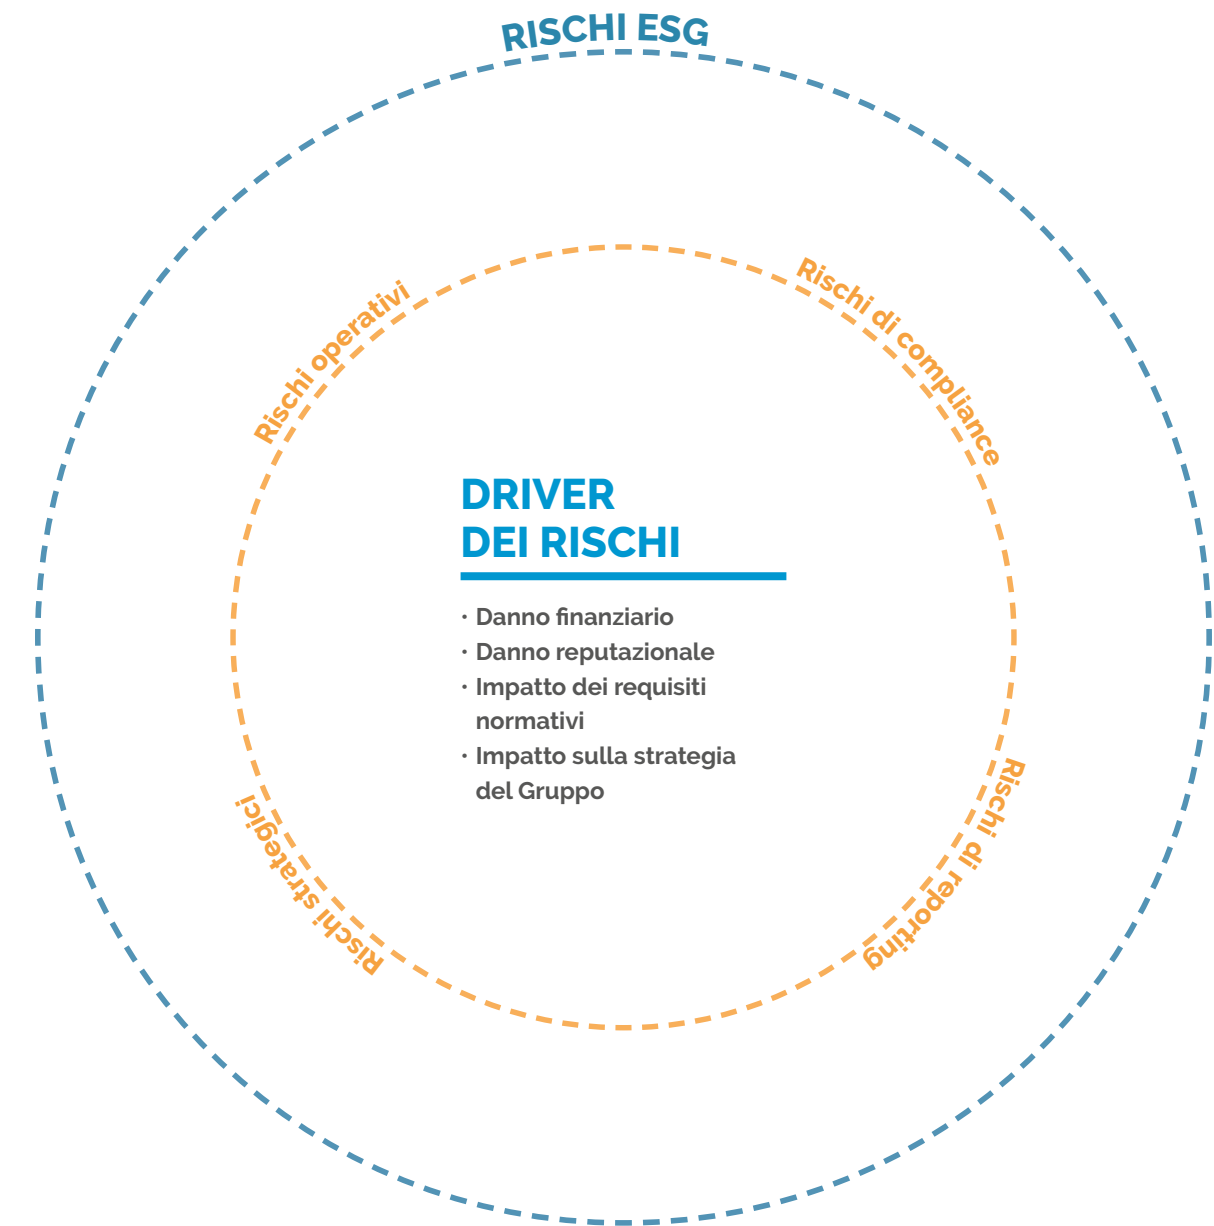 RISCHI ESG
Rischi operativi
Rischi di compliance
DRIVER
DEI RISCHI
· Danno finanziario
· Danno reputazionale
· Impatto dei requisiti
normativi
· Impatto sulla strategia
del Gruppo
Rischi strategici
Rischi di reporting